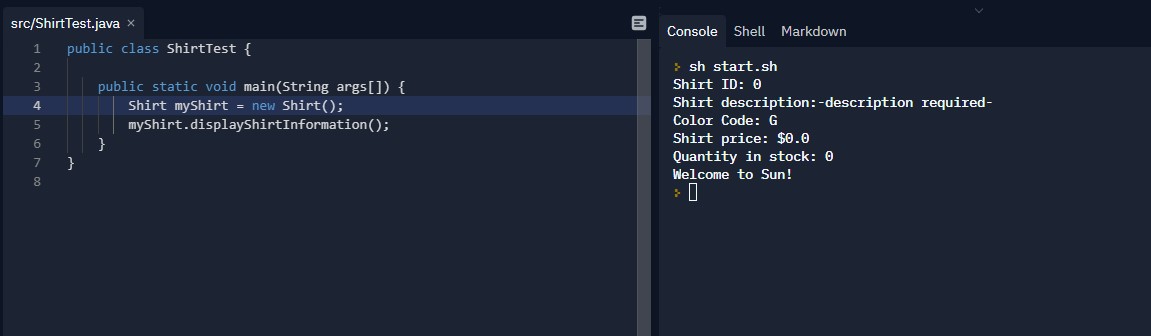 src/ShirtTest.java ×
1 public class ShirtTest {
2
3 public static void main(String args[]) {
4 Shirt myShirt = new Shirt();
5 myShirt.displayShirtInformation();
6 }
7 }
8
Console Shell Markdown
sh start.sh
Shirt ID: 0
Shirt description:-description required-
Color Code: G
Shirt price: $0.0
Quantity in stock: 0
Welcome to Sun!